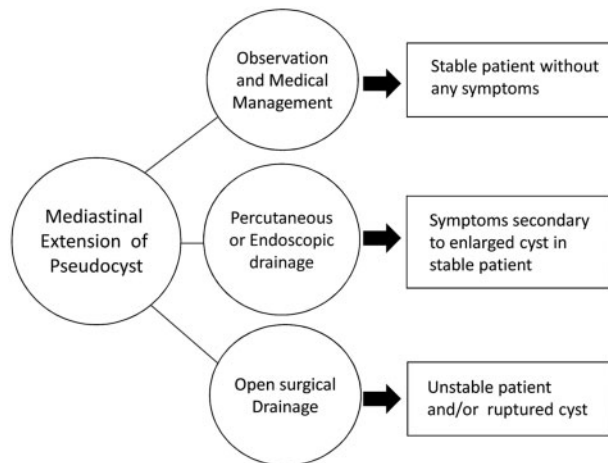 Observation
and Medical
Management
Stable patient without
any symptoms
Mediastinal
Extension of
Pseudocyst
Percutaneous
or Endoscopic
drainage
Symptoms secondary
to enlarged cyst in
stable patient
Open surgical
Drainage
Unstable patient
and/or ruptured cyst